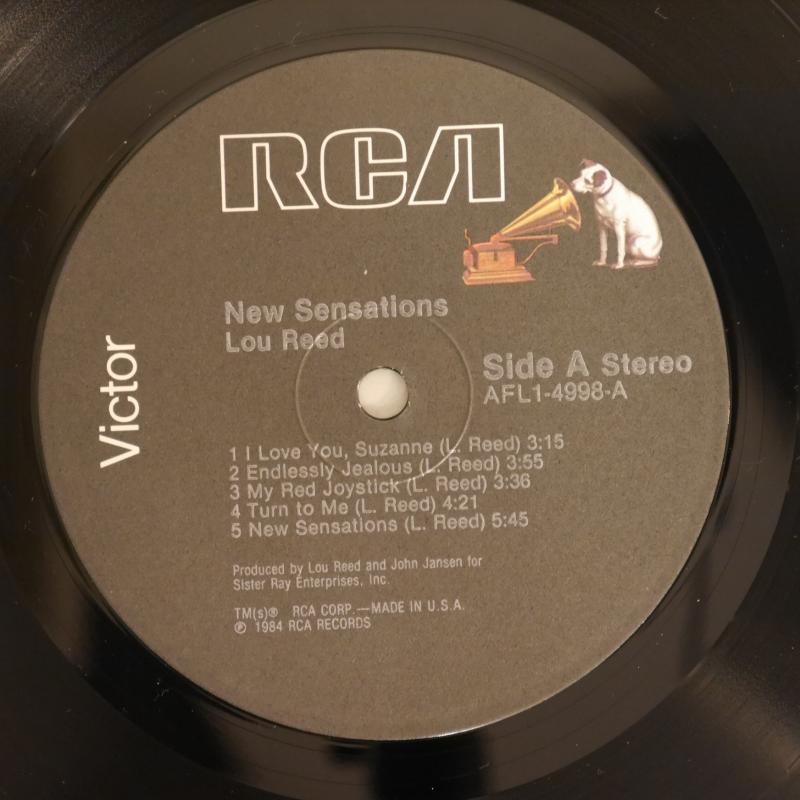 RCA
Victor
New Sensations
Lou Reed
Side A Stereo
AFL1-4998-A
1 I Love You, Suzanne (L. Reed) 3:15
2 Endlessly Jealous (L. Reed) 3:55
3 My Red Joystick (L. Reed) 3:36
4 Turn to Me (L. Reed) 4:21
5 New Sensations (L. Reed) 5:45
Produced by Lou Reed and John Jansen for
Sister Ray Enterprises, Inc.
TM(s)® RCA CORP.—MADE IN U.S.A.
℗ 1984 RCA RECORDS